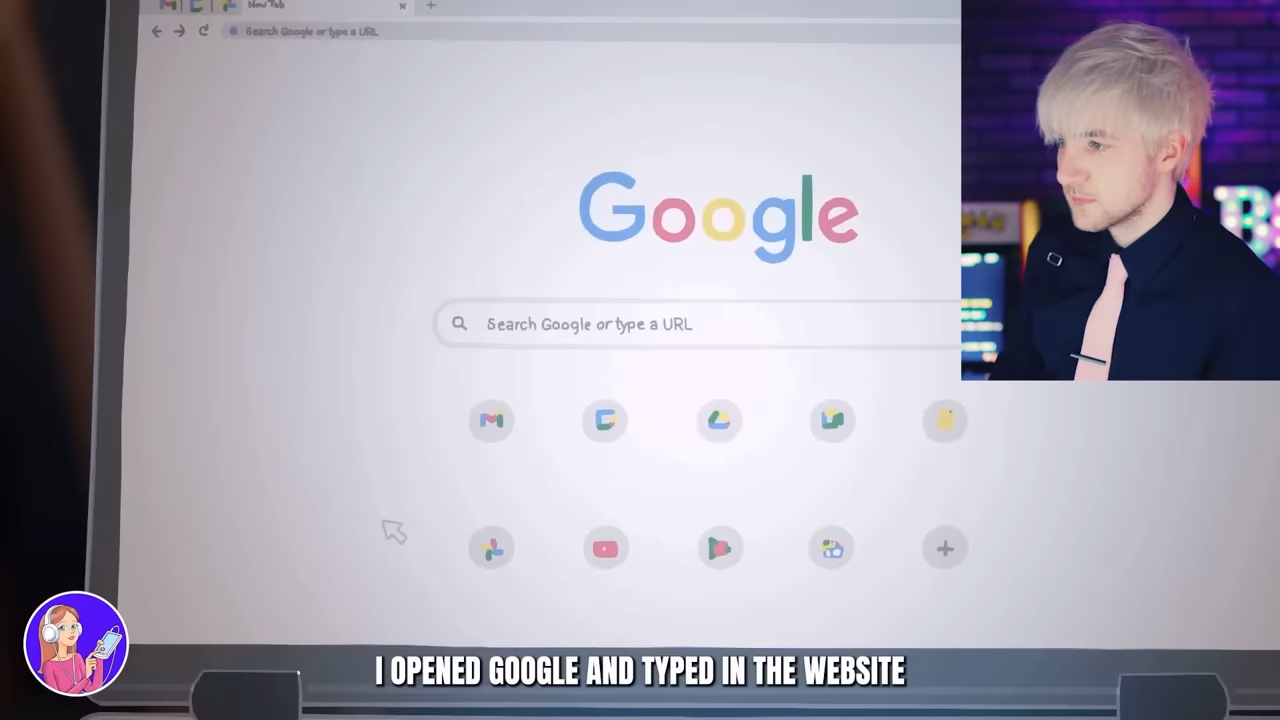 New Tab
Search Google or type a URL
Google
Search Google or type a URL
I OPENED GOOGLE AND TYPED IN THE WEBSITE